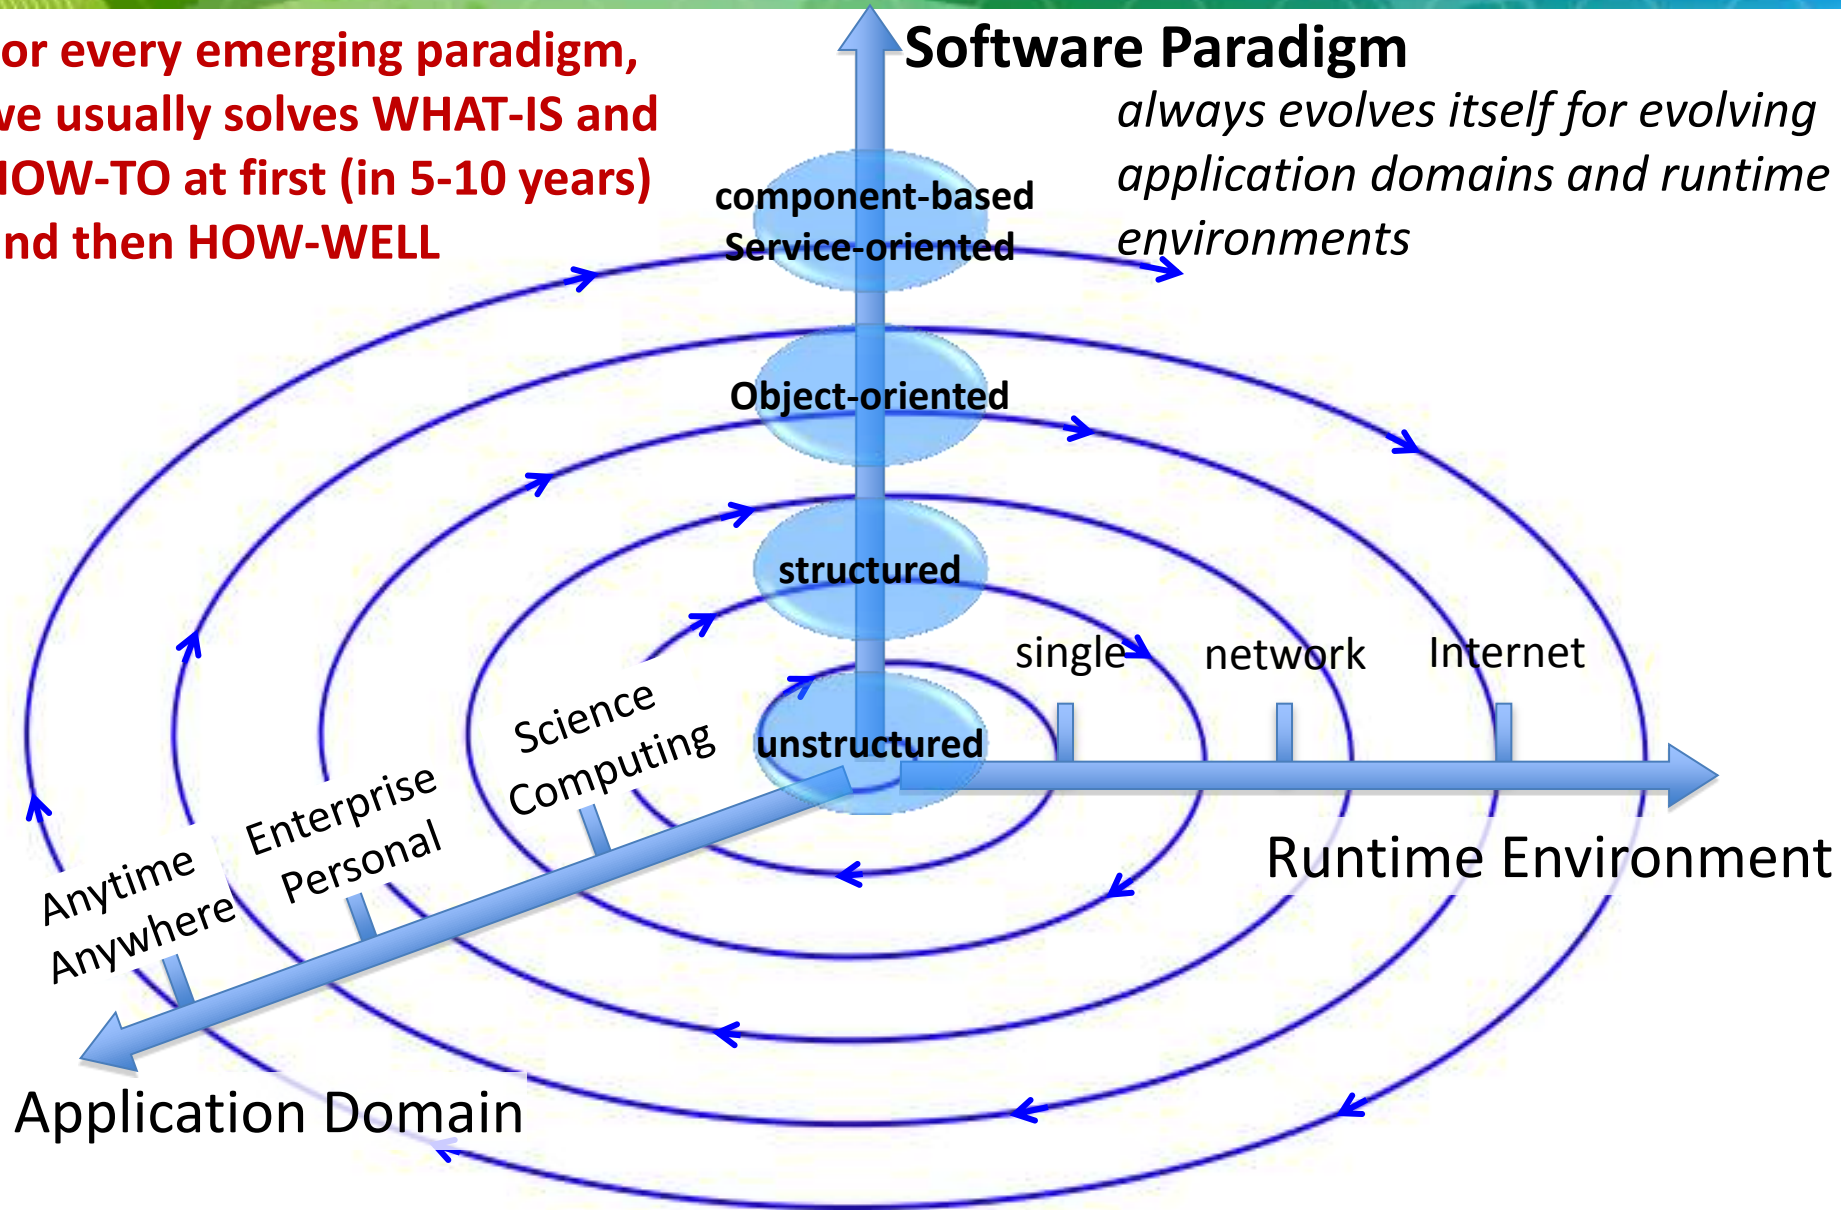 or every emerging paradigm,
we usually solves WHAT-IS and
HOW-TO at first (in 5-10 years)
nd then HOW-WELL
Software Paradigm
always evolves itself for evolving
application domains and runtime
environments
component-based
Service-oriented
Object-oriented
structured
unstructured
single
network
Internet
Runtime Environment
Science
Computing
Enterprise
Personal
Anytime
Anywhere
Application Domain